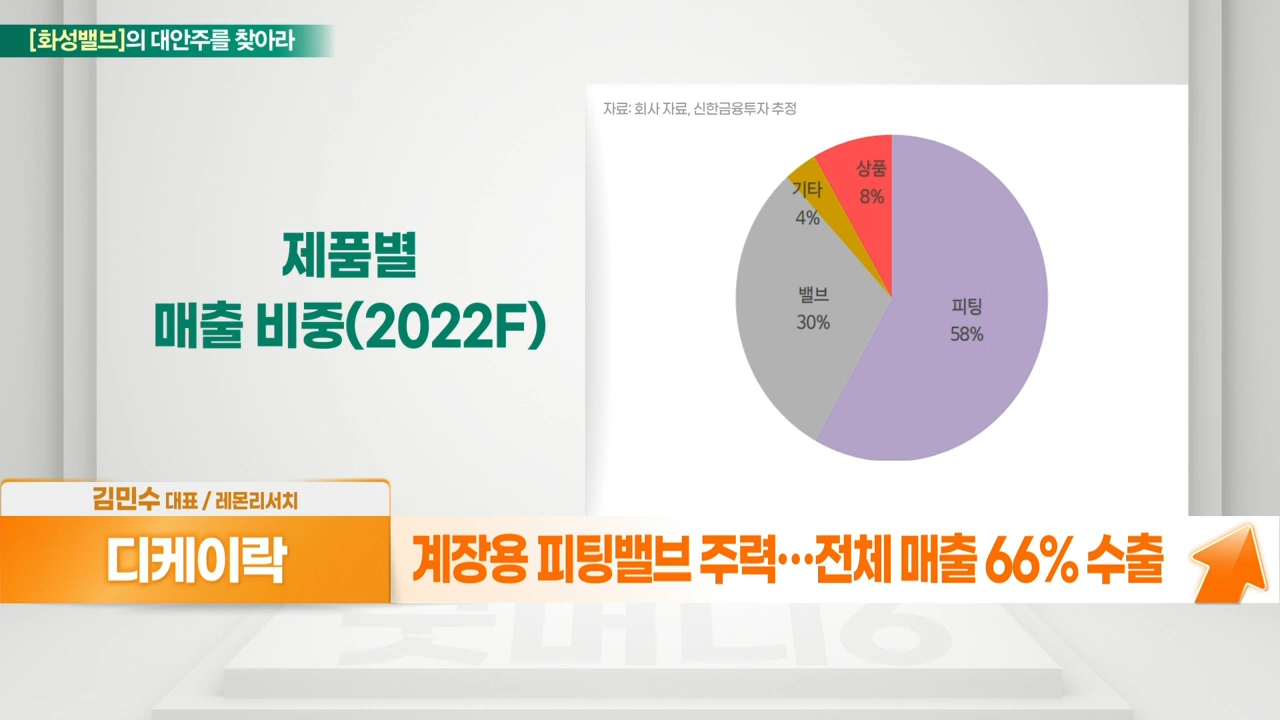 [화성밸브]의 대안주를 찾아라
자료: 회사 자료, 신한금융투자 추정
제품별
매출 비중(2022F)
상품
8%
기타
4%
밸브
30%
피팅
58%
김민수 대표 / 레몬리서치
디케이락
계장용 피팅밸브 주력…전체 매출 66% 수출
머니6